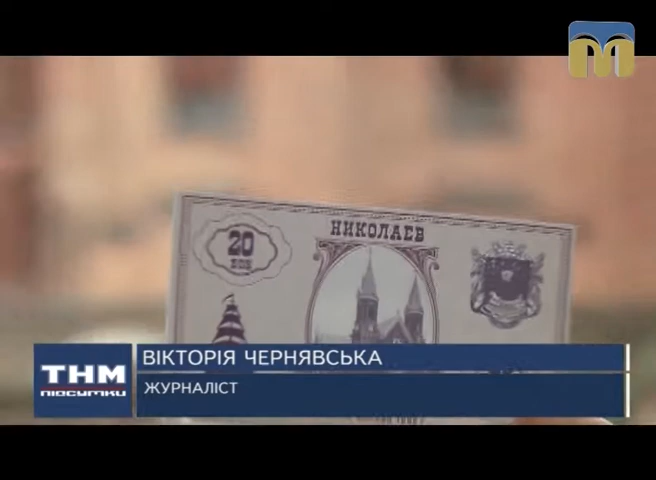 М
НИКОЛАЕВ
20
ТНМ
підсумки
ВІКТОРІЯ ЧЕРНЯВСЬКА
ЖУРНАЛІСТ